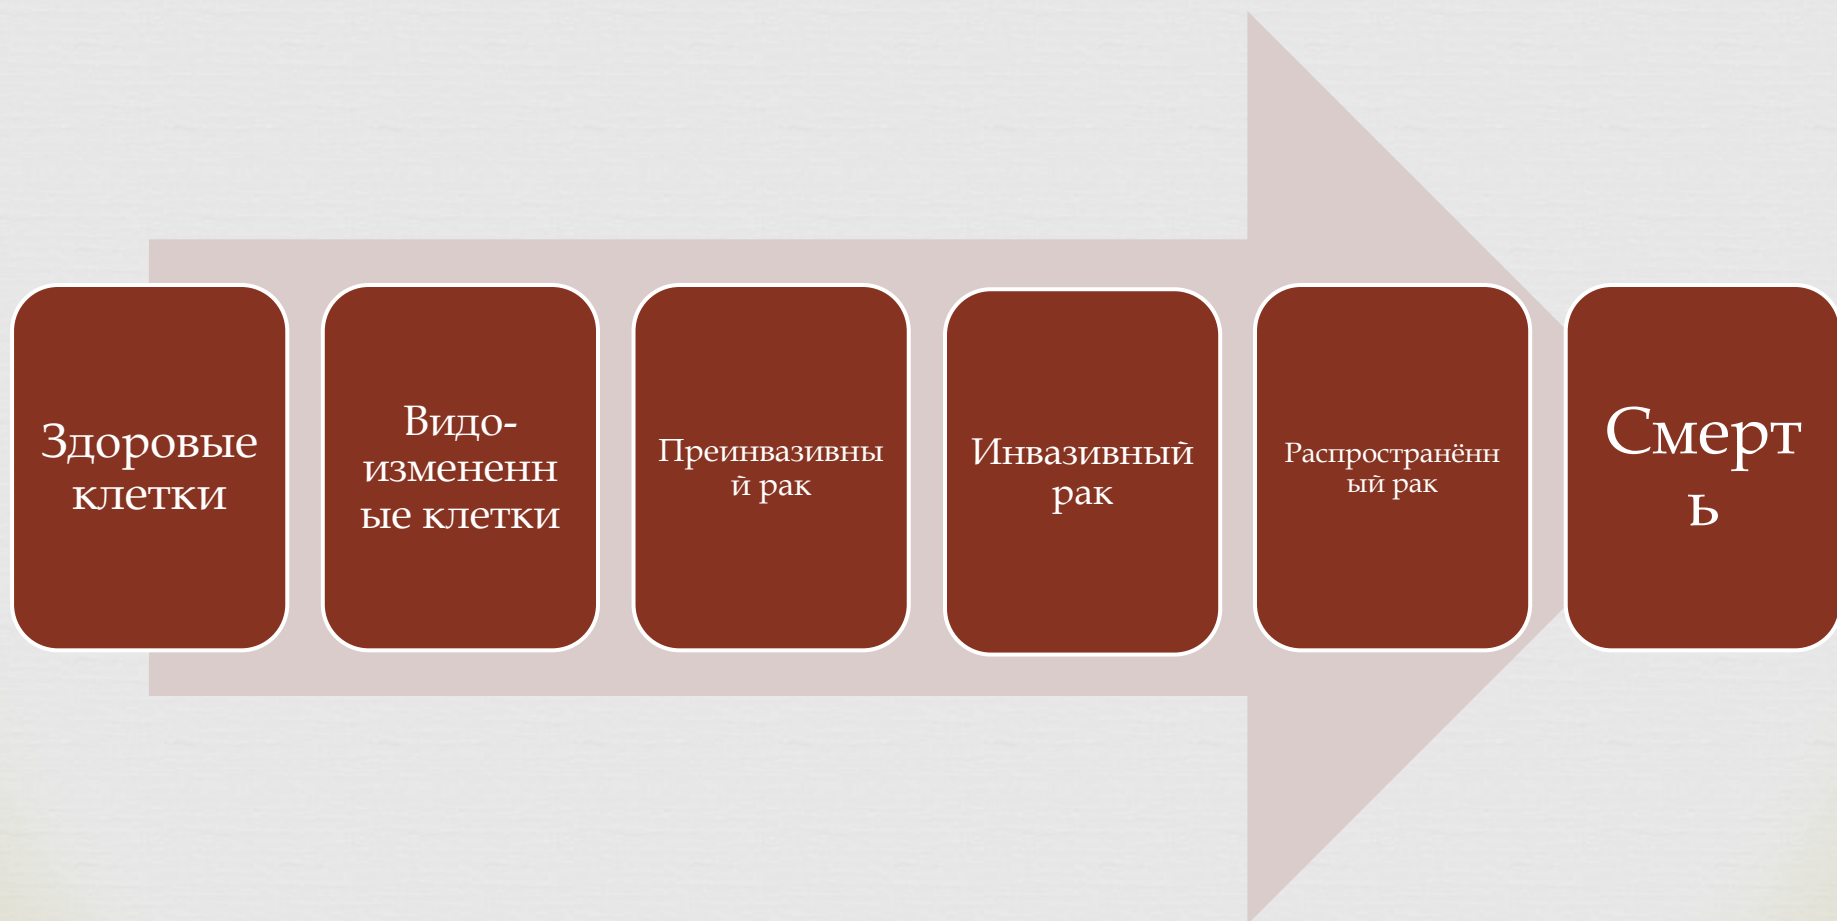 Здоровые
клетки
Видо-
измененн
ые клетки
Преинвазивны
й рак
Инвазивный
рак
Распространённ
ый рак
Смерт
ь